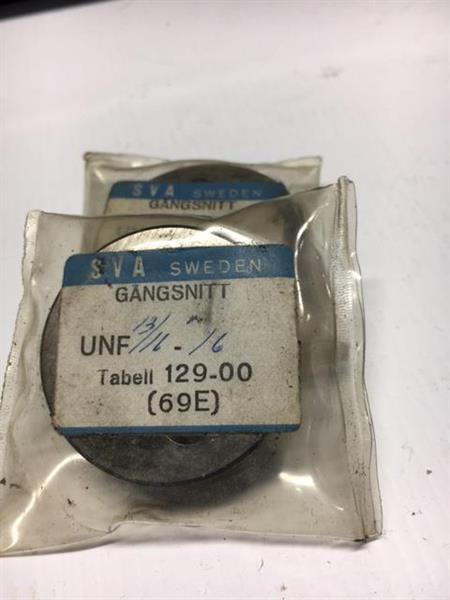 SVA SWEDEN
GÄNGSNITT
SVA SWEDEN
GÄNGSNITT
UNF 13/16" - 16
Tabell 129-00
(69E)